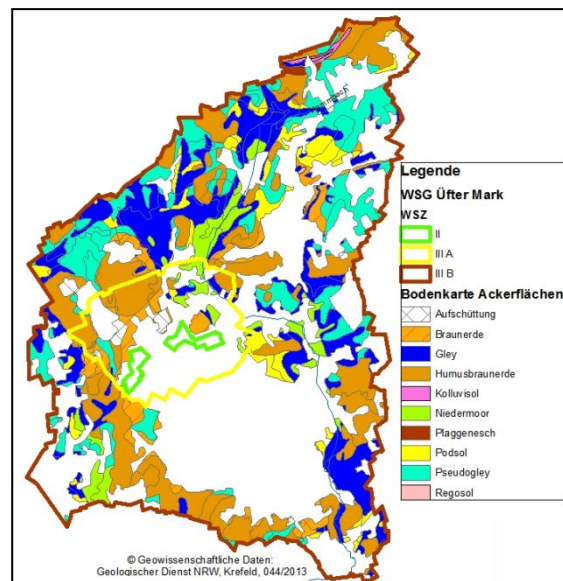 Legende
WSG Üfter Mark
WSZ
II
III A
III B
Bodenkarte Ackerflächen
Aufschüttung
Braunerde
Gley
Humusbraunerde
Kolluvisol
Niedermoor
Plaggenesch
Podsol
Pseudogley
Regosol
© Geowissenschaftliche Daten:
Geologischer Dienst NRW, Krefeld, 044/2013